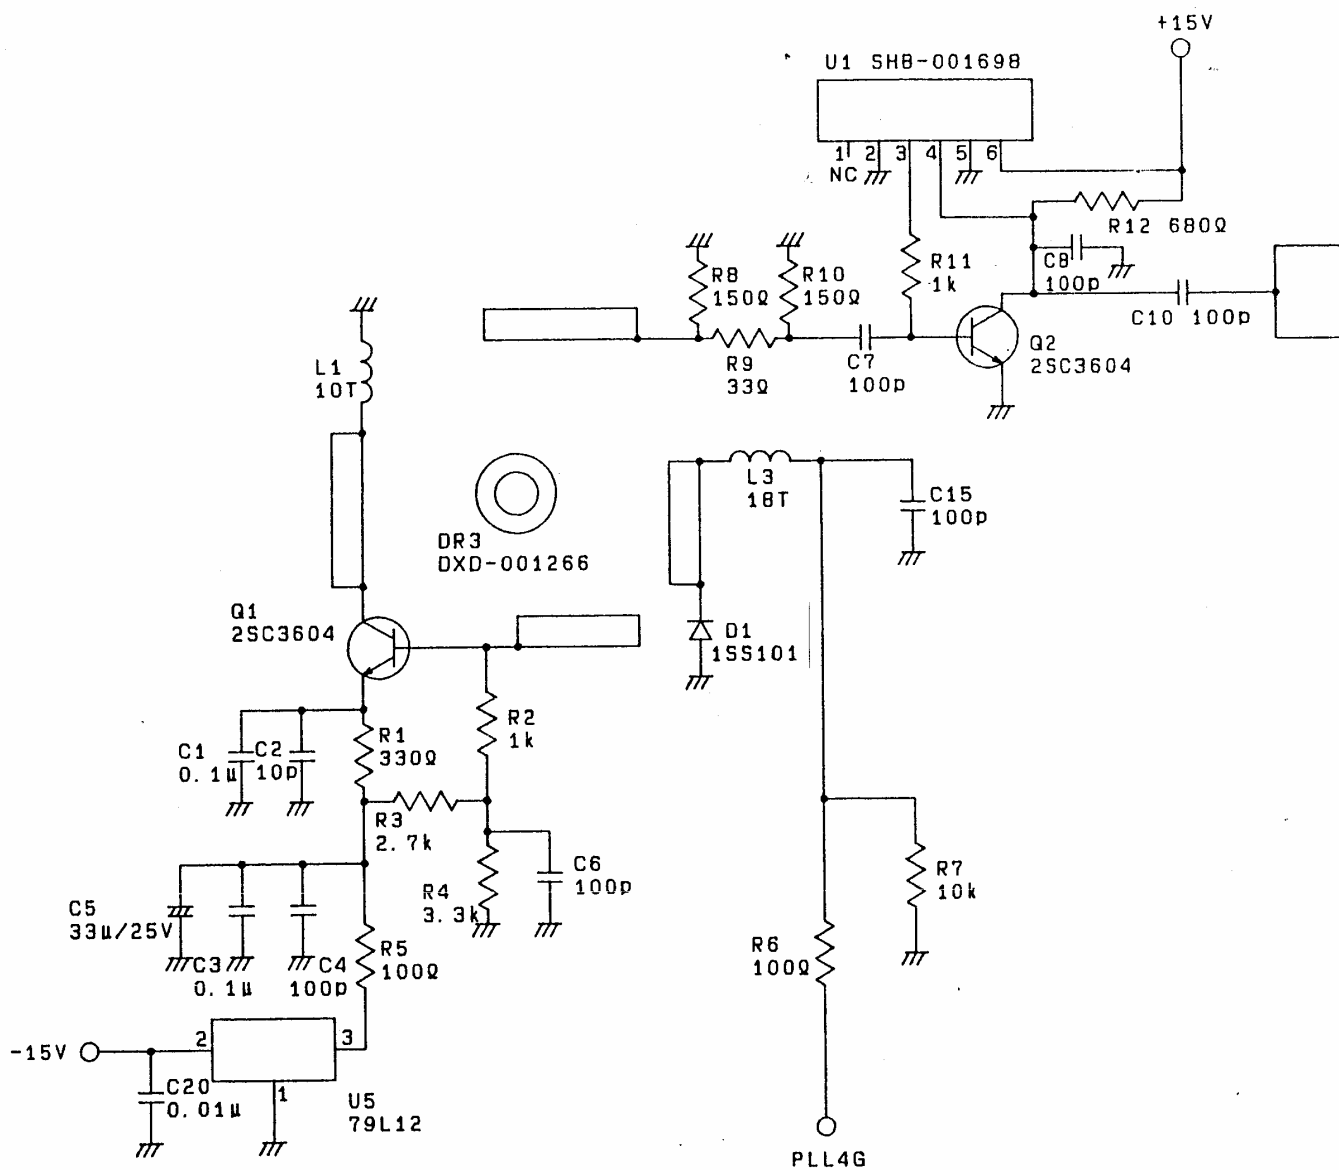 +15V
U1 SHB-001698
1 2 3 4 5 6
NC
R12 680Ω
R8
150Ω
R10
150Ω
R11
1k
C8
100p
C10 100p
R9
33Ω
C7
100p
Q2
2SC3604
L1
10T
L3
18T
C15
100p
DR3
DXD-001266
Q1
2SC3604
D1
1SS101
R2
1k
R1
330Ω
C1
0.1µ
C2
10p
R3
2.7k
C6
100p
R4
3.3k
R7
10k
C5
33µ/25V
R5
100Ω
R6
100Ω
C3
0.1µ
C4
100p
-15V
2
3
1
C20
0.01µ
U5
79L12
PLL4G